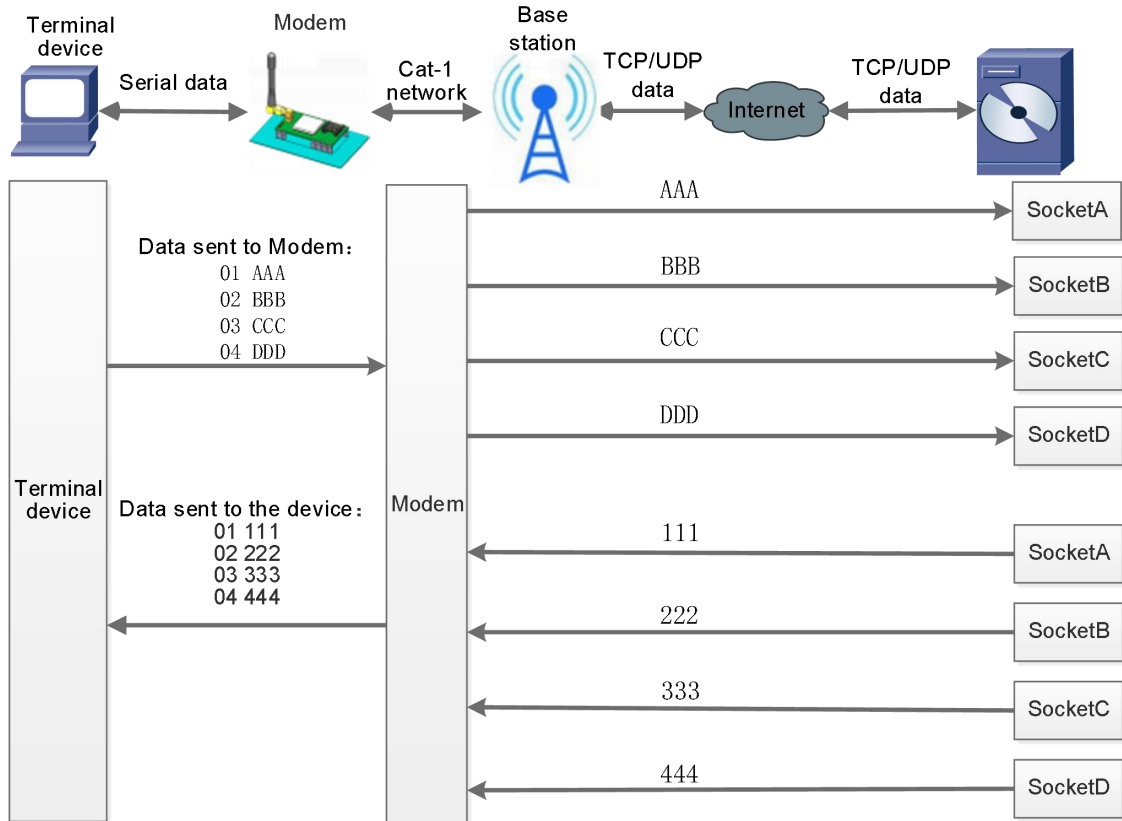 Terminal
device
Serial data
Modem
Cat-1
network
Base
station
TCP/UDP
data
Internet
TCP/UDP
data
Data sent to Modem：
01 AAA
02 BBB
03 CCC
04 DDD
AAA
SocketA
BBB
SocketB
CCC
SocketC
DDD
SocketD
Terminal
device
Data sent to the device：
01 111
02 222
03 333
04 444
Modem
111
SocketA
222
SocketB
333
SocketC
444
SocketD